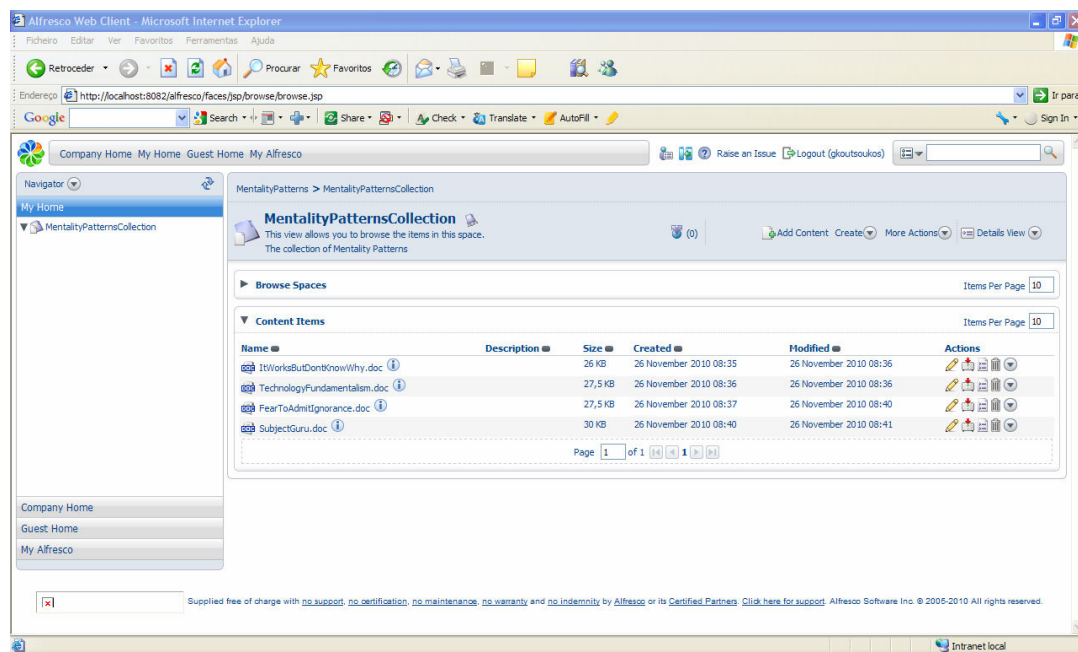 Alfresco Web Client - Microsoft Internet Explorer
Ficheiro Editar Ver Favoritos Ferramentas Ajuda
Retroceder Procurar Favoritos
Endereço http://localhost:8082/alfresco/faces/jsp/browse/browse.jsp Ir para
Google Search Share Check Translate AutoFill Sign In
Company Home My Home Guest Home My Alfresco Raise an Issue Logout (gkoutsoukos)
Navigator
MentalityPatterns > MentalityPatternsCollection
My Home
MentalityPatternsCollection
MentalityPatternsCollection
This view allows you to browse the items in this space.
The collection of Mentality Patterns
(0) Add Content Create More Actions Details View
Browse Spaces Items Per Page 10
Content Items Items Per Page 10
Name Description Size Created Modified Actions
ItWorksButDontKnowWhy.doc 26 KB 26 November 2010 08:35 26 November 2010 08:36
TechnologyFundamentalism.doc 27,5 KB 26 November 2010 08:36 26 November 2010 08:36
FearToAdmitIgnorance.doc 27,5 KB 26 November 2010 08:37 26 November 2010 08:40
SubjectGuru.doc 30 KB 26 November 2010 08:40 26 November 2010 08:41
Page 1 of 1 1
Company Home
Guest Home
My Alfresco
Supplied free of charge with no support, no certification, no maintenance, no warranty and no indemnity by Alfresco or its Certified Partners. Click here for support. Alfresco Software Inc. © 2005-2010 All rights reserved.
Intranet local